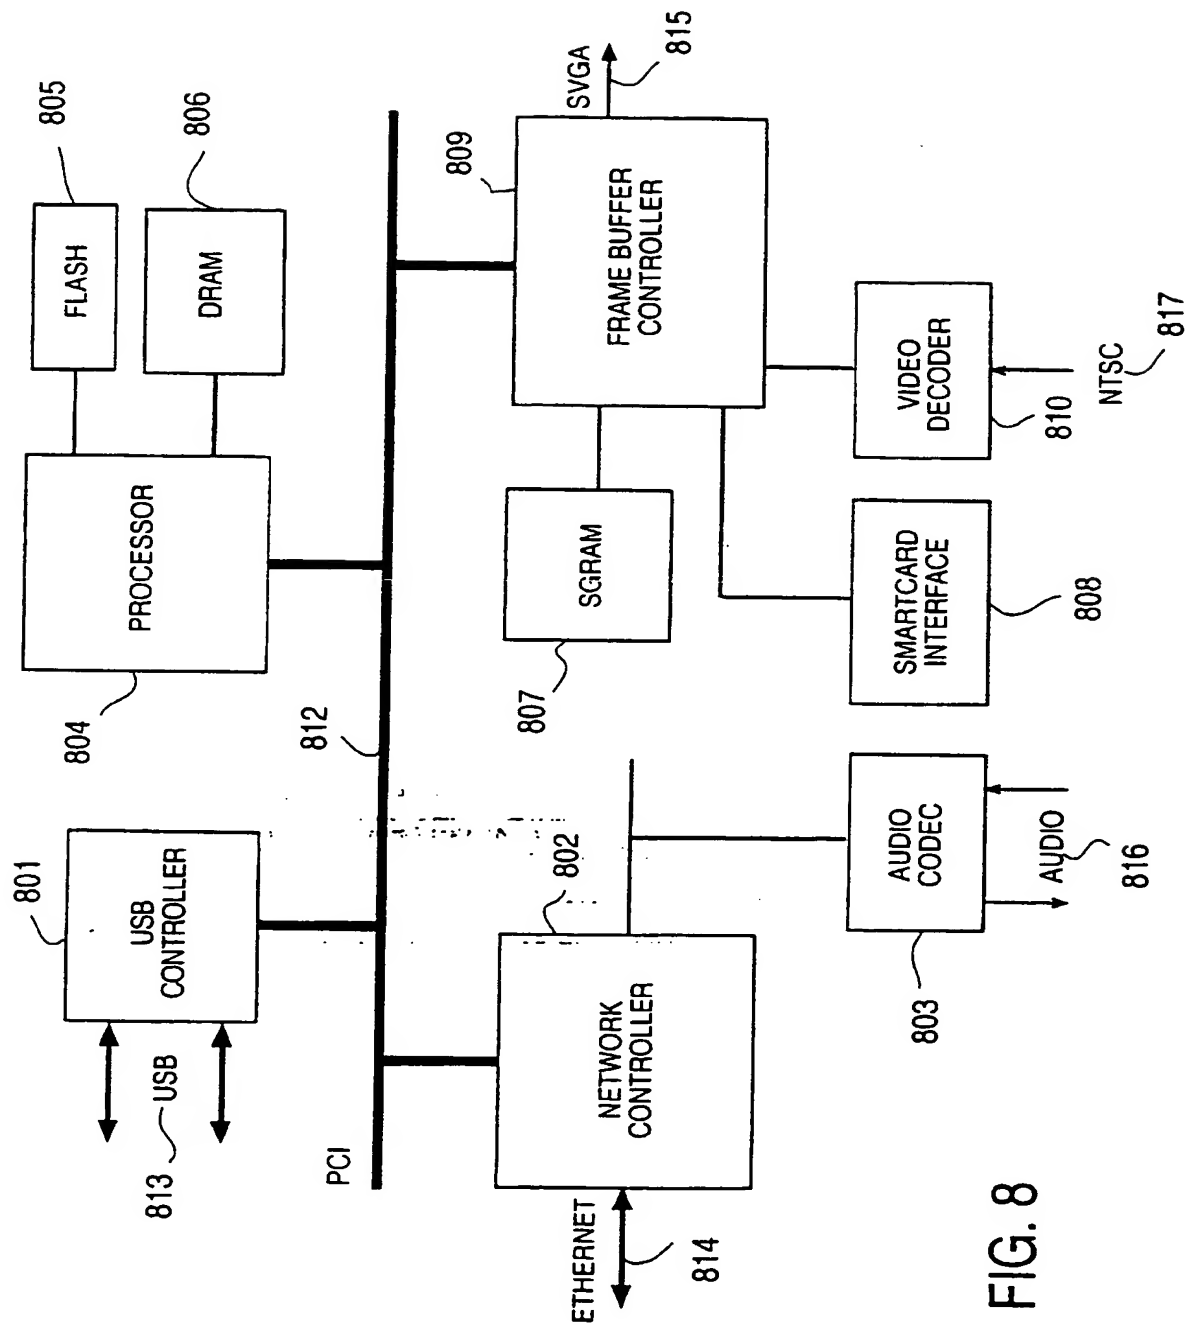 813
USB
801
USB
CONTROLLER
804
PROCESSOR
805
FLASH
806
DRAM
PCI
812
ETHERNET
814
NETWORK
CONTROLLER
802
807
SGRAM
809
FRAME BUFFER
CONTROLLER
SVGA
815
803
AUDIO
CODEC
AUDIO
816
SMARTCARD
INTERFACE
808
VIDEO
DECODER
810
NTSC
817
FIG. 8